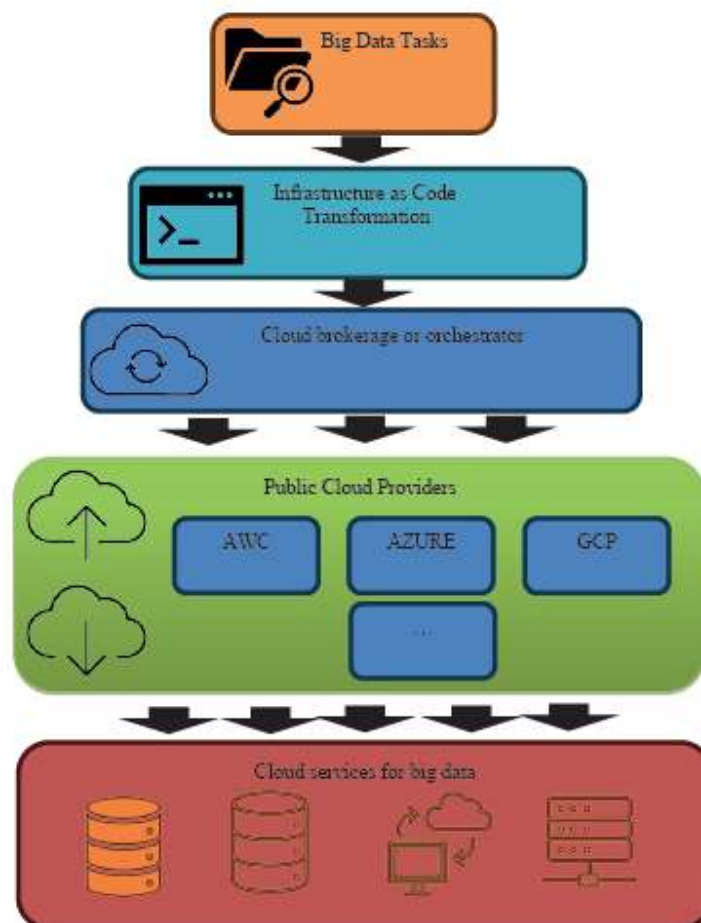 Big Data Tasks
Infrastructure as Code
Transformation
>_
Cloud brokerage or orchestrator
Public Cloud Providers
AWC
AZURE
GCP
...
Cloud services for big data